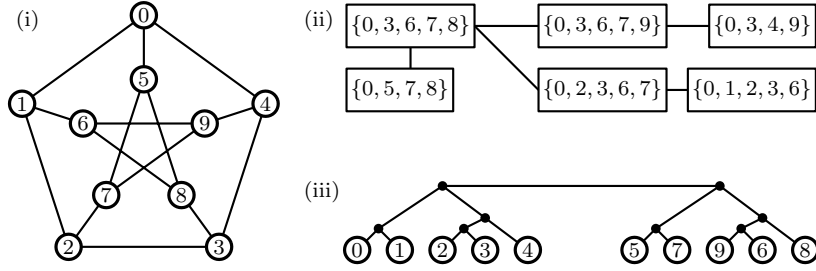 (i)
0
5
1
6
9
4
7
8
2
3
(ii)
{0, 3, 6, 7, 8} {0, 3, 6, 7, 9} {0, 3, 4, 9}
{0, 5, 7, 8} {0, 2, 3, 6, 7} {0, 1, 2, 3, 6}
(iii)
0 1 2 3 4 5 7 9 6 8